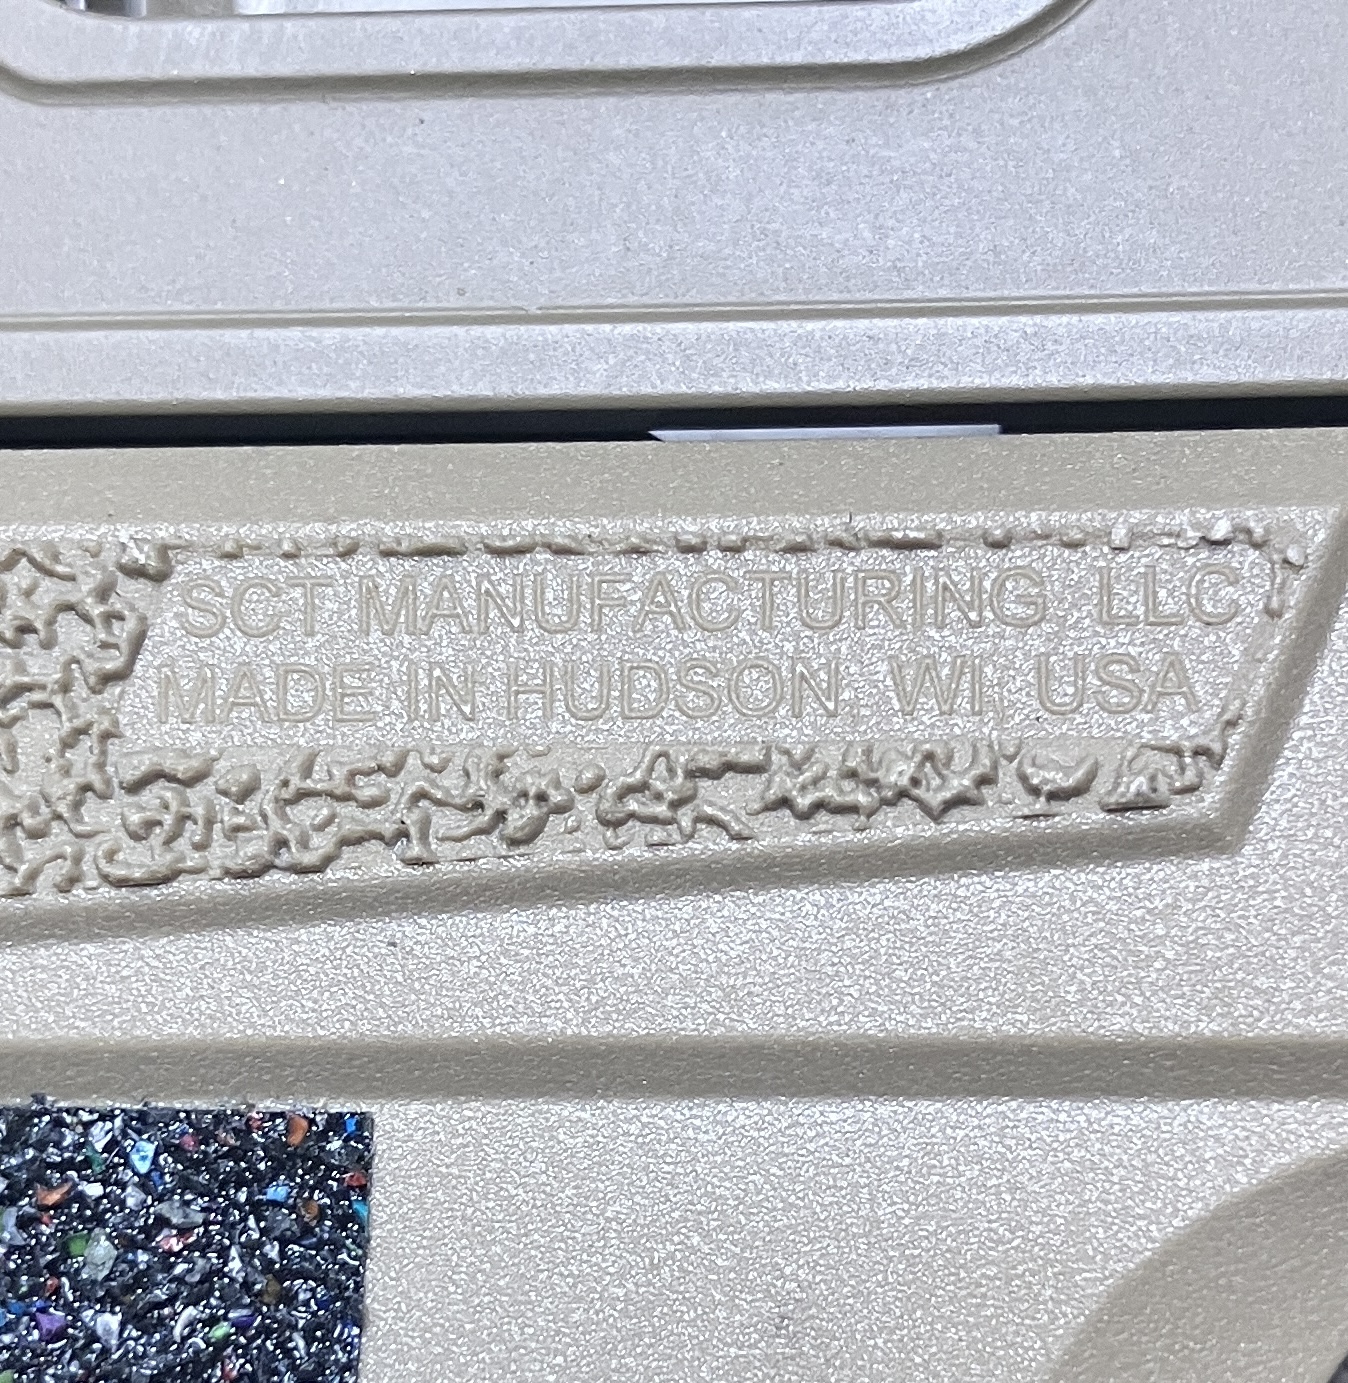 SCT MANUFACTURING, LLC
MADE IN HUDSON, WI, USA